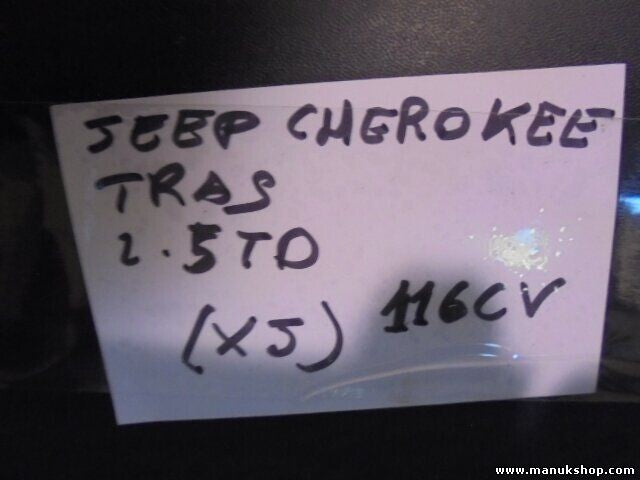 JEEP CHEROKEE
TRAS
2.5TD
(XJ) 116CV
www.manukshop.com